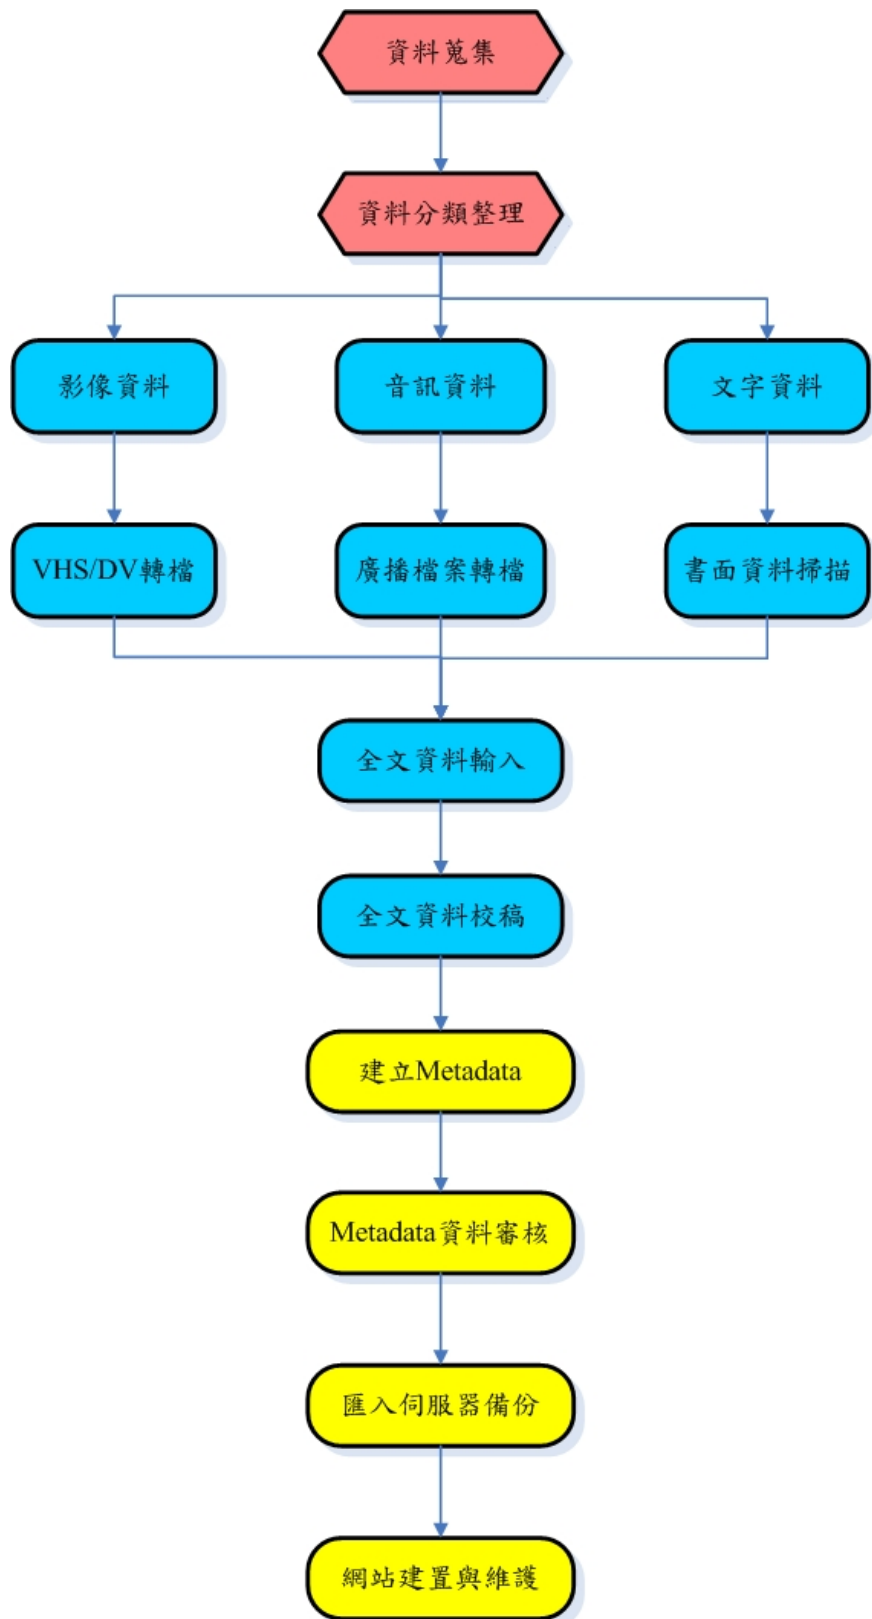 資料蒐集
資料分類整理
影像資料
音訊資料
文字資料
VHS/DV轉檔
廣播檔案轉檔
書面資料掃描
全文資料輸入
全文資料校稿
建立Metadata
Metadata資料審核
匯入伺服器備份
網站建置與維護